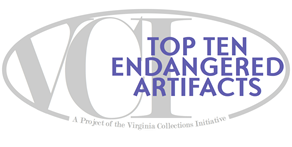 VCI
TOP TEN
ENDANGERED
ARTIFACTS
A Project of the Virginia Collections Initiative